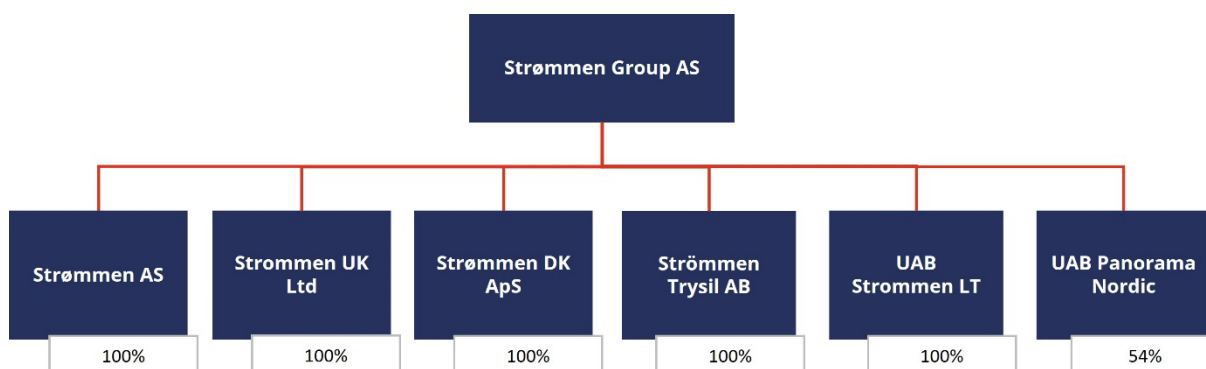 Strømmen Group AS
Strømmen AS
Strommen UK
Ltd
Strømmen DK
ApS
Strömmen
Trysil AB
UAB
Strommen LT
UAB Panorama
Nordic
100%
100%
100%
100%
100%
54%